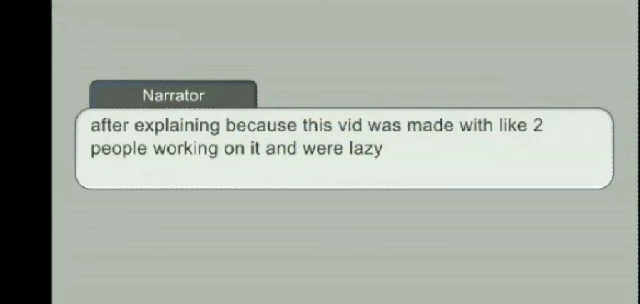 Narrator
after explaining because this vid was made with like 2
people working on it and were lazy